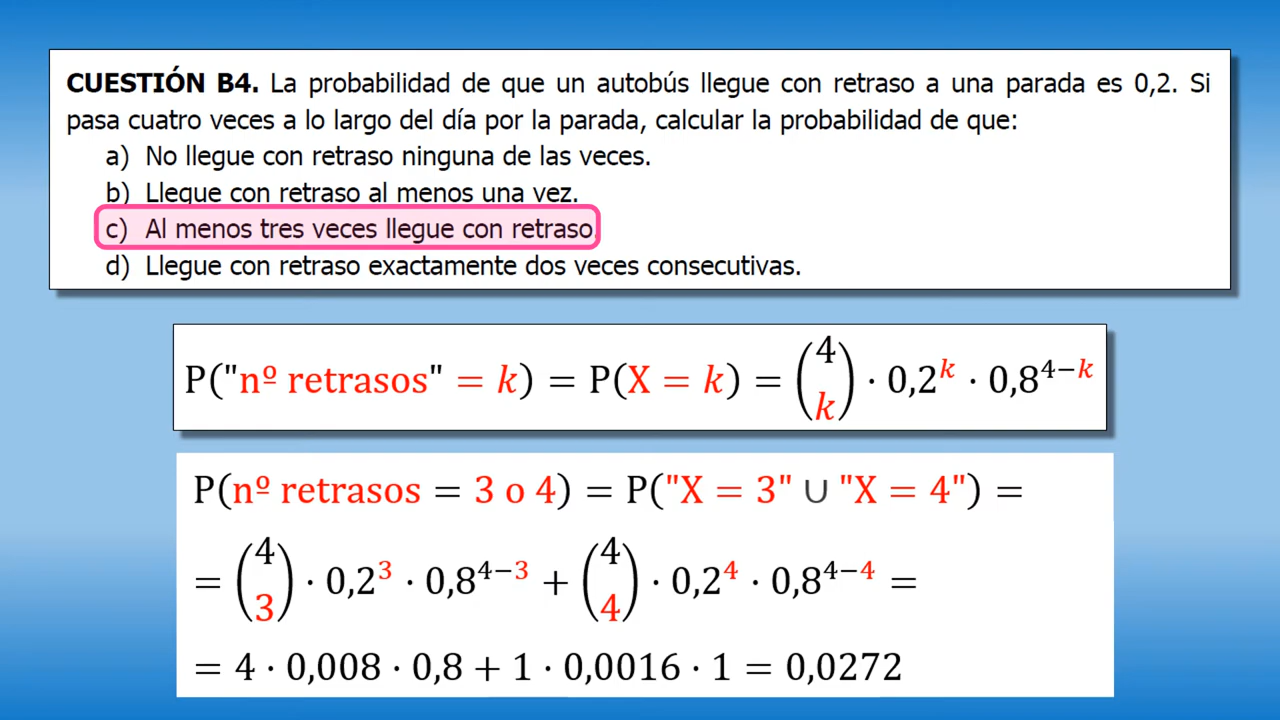 CUESTIÓN B4. La probabilidad de que un autobús llegue con retraso a una parada es 0,2. Si
pasa cuatro veces a lo largo del día por la parada, calcular la probabilidad de que:
a) No llegue con retraso ninguna de las veces.
b) Llegue con retraso al menos una vez.
c) Al menos tres veces llegue con retraso.
d) Llegue con retraso exactamente dos veces consecutivas.
P("nº retrasos" = k) = P(X = k) = (4 k) · 0,2^k · 0,8^(4−k)
P(nº retrasos = 3 o 4) = P("X = 3" ∪ "X = 4") =
= (4 3) · 0,2^3 · 0,8^(4−3) + (4 4) · 0,2^4 · 0,8^(4−4) =
= 4 · 0,008 · 0,8 + 1 · 0,0016 · 1 = 0,0272